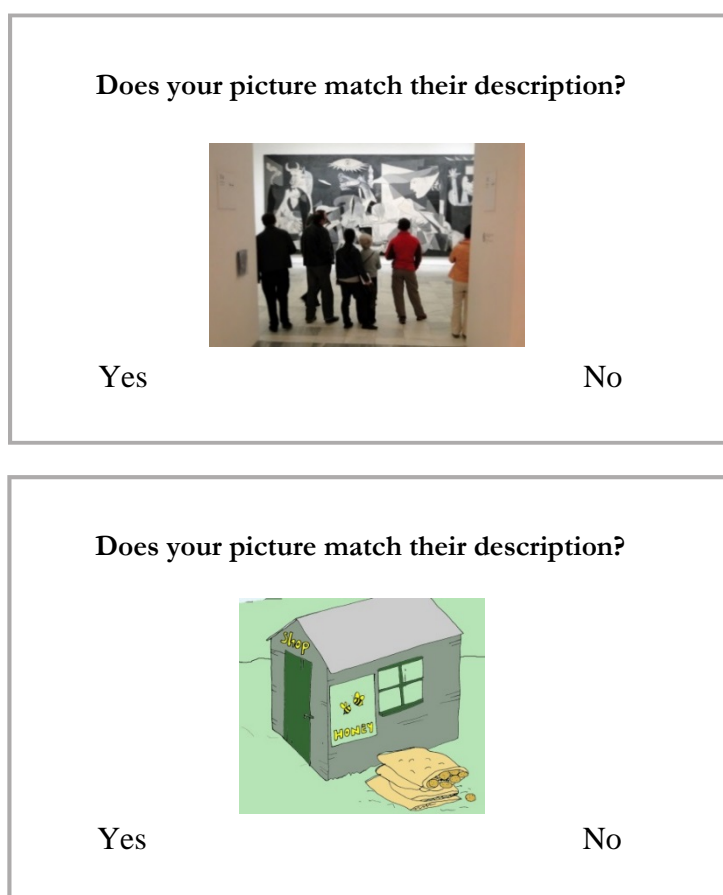 Does your picture match their description?
Yes No
Does your picture match their description?
Shop
HONEY
Yes No